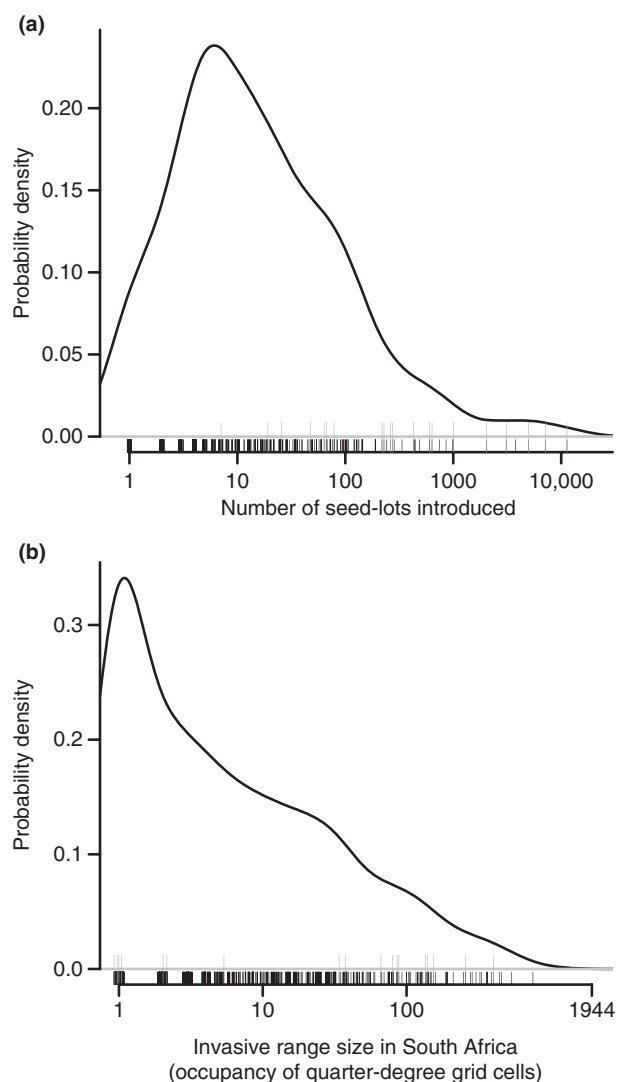 (a)
Probability density
0.20
0.15
0.10
0.05
0.00
1 10 100 1000 10,000
Number of seed-lots introduced
(b)
Probability density
0.3
0.2
0.1
0.0
1 10 100 1944
Invasive range size in South Africa
(occupancy of quarter-degree grid cells)